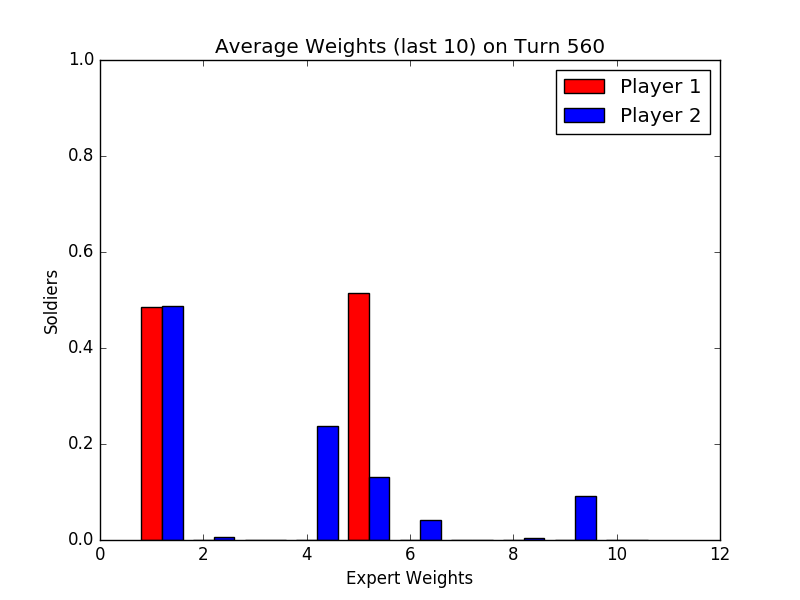 Average Weights (last 10) on Turn 560
1.0
0.8
0.6
0.4
0.2
0.0
Soldiers
Player 1
Player 2
0 2 4 6 8 10 12
Expert Weights